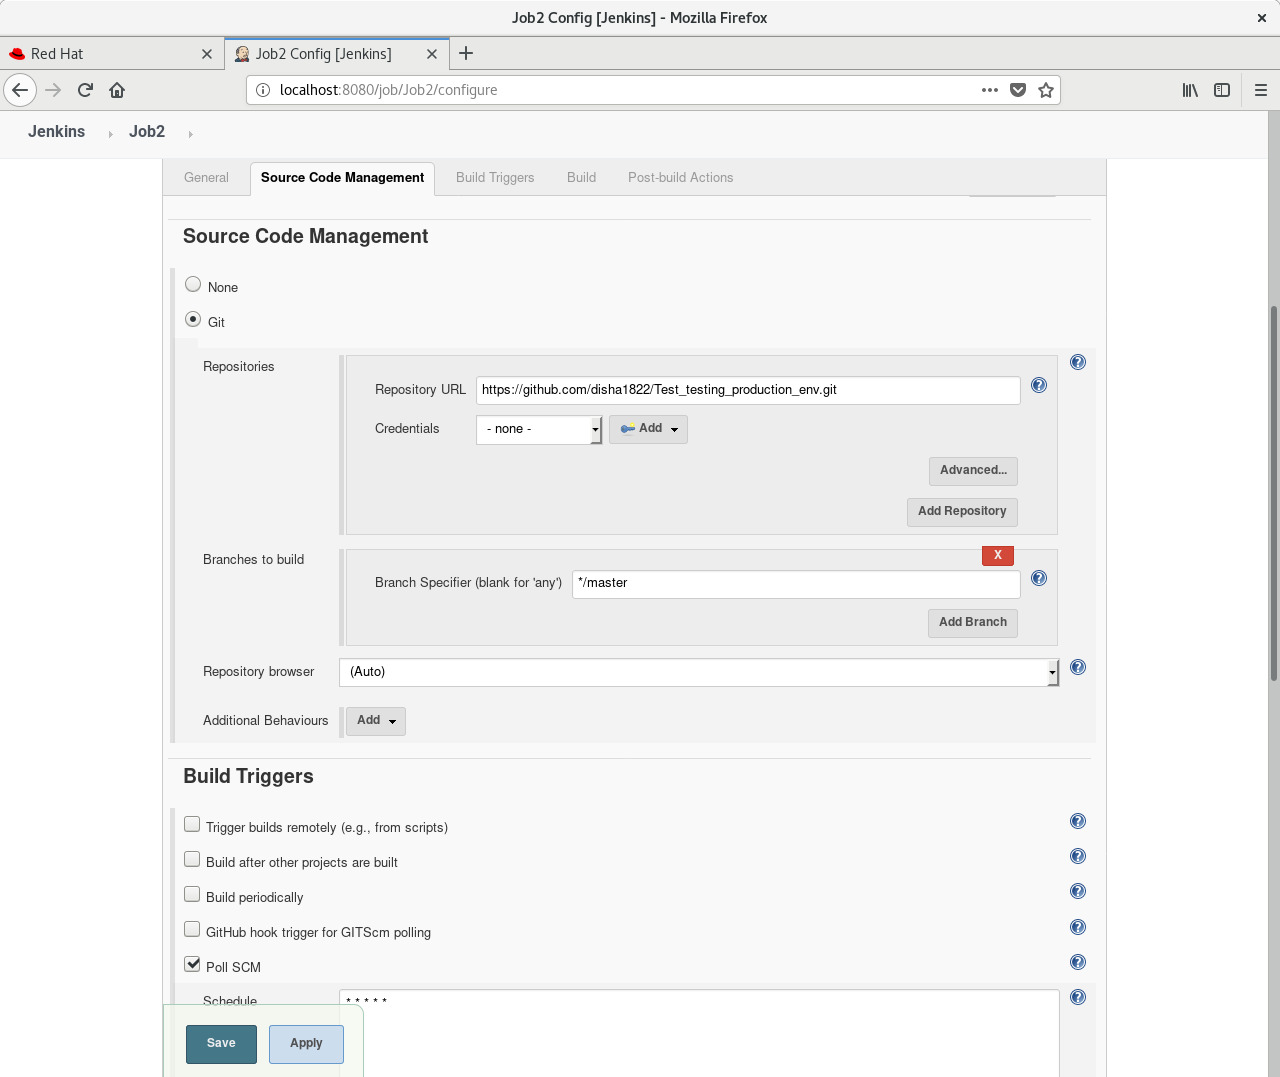 Job2 Config [Jenkins] - Mozilla Firefox
Red Hat
Job2 Config [Jenkins]
localhost:8080/job/Job2/configure
Jenkins
Job2
General
Source Code Management
Build Triggers
Build
Post-build Actions
Source Code Management
None
Git
Repositories
Repository URL
https://github.com/disha1822/Test_testing_production_env.git
Credentials
- none -
Add
Advanced...
Add Repository
Branches to build
X
Branch Specifier (blank for 'any')
*/master
Add Branch
Repository browser
(Auto)
Additional Behaviours
Add
Build Triggers
Trigger builds remotely (e.g., from scripts)
Build after other projects are built
Build periodically
GitHub hook trigger for GITScm polling
Poll SCM
Schedule
* * * * *
Save
Apply